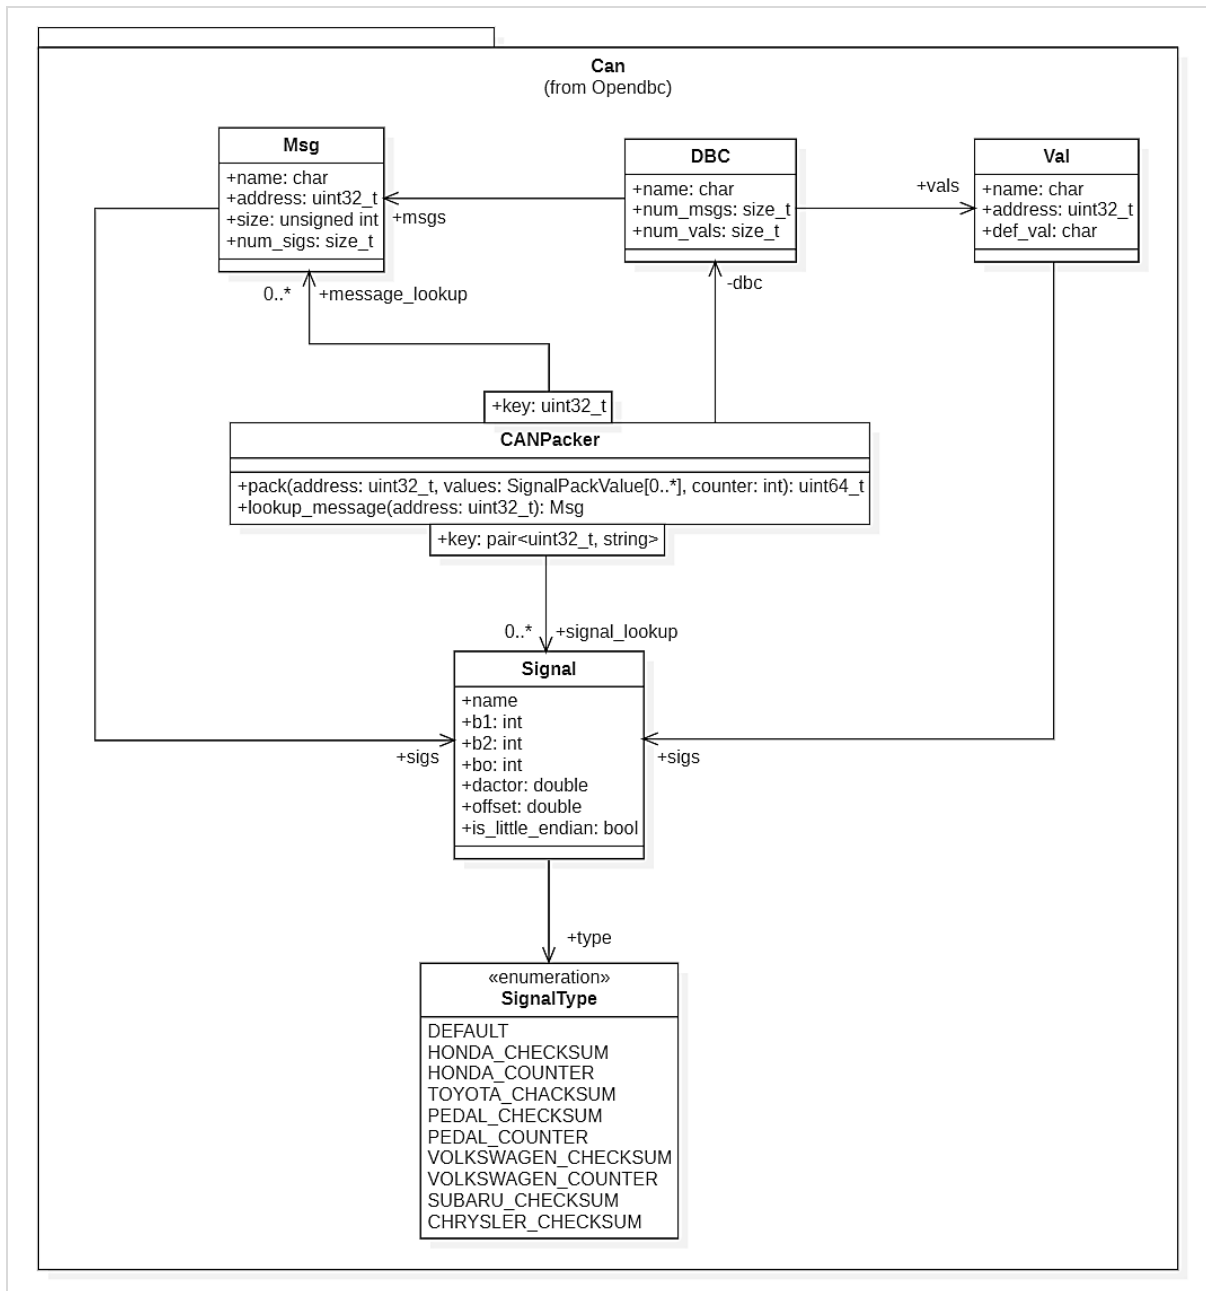 Can
(from Opendbc)
Msg
+name: char
+address: uint32_t
+size: unsigned int
+num_sigs: size_t
DBC
+name: char
+num_msgs: size_t
+num_vals: size_t
Val
+name: char
+address: uint32_t
+def_val: char
+msgs
+vals
0..*
+message_lookup
-dbc
+key: uint32_t
CANPacker
+pack(address: uint32_t, values: SignalPackValue[0..*], counter: int): uint64_t
+lookup_message(address: uint32_t): Msg
+key: pair<uint32_t, string>
0..*
+signal_lookup
Signal
+name
+b1: int
+b2: int
+bo: int
+dactor: double
+offset: double
+is_little_endian: bool
+sigs
+sigs
+type
«enumeration»
SignalType
DEFAULT
HONDA_CHECKSUM
HONDA_COUNTER
TOYOTA_CHACKSUM
PEDAL_CHECKSUM
PEDAL_COUNTER
VOLKSWAGEN_CHECKSUM
VOLKSWAGEN_COUNTER
SUBARU_CHECKSUM
CHRYSLER_CHECKSUM